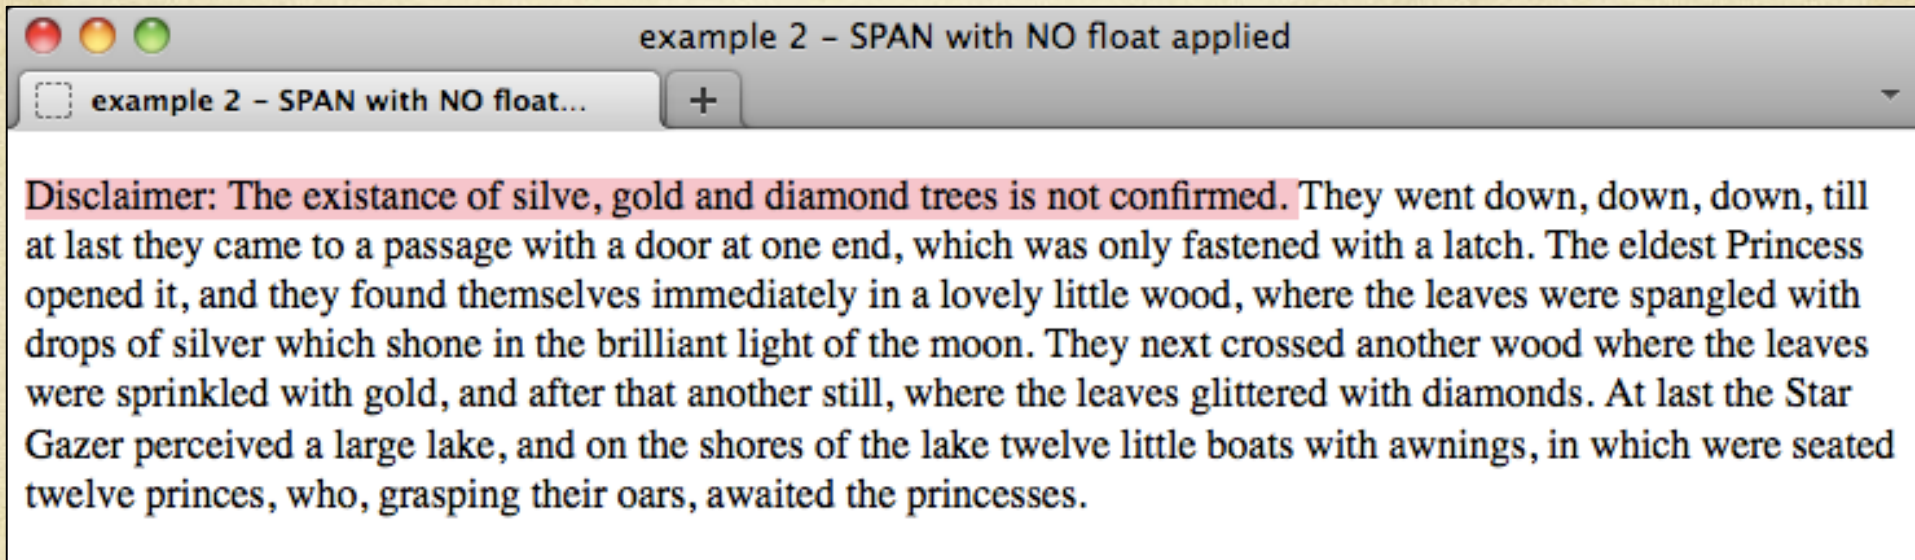 example 2 – SPAN with NO float applied
example 2 – SPAN with NO float...
+
Disclaimer: The existance of silve, gold and diamond trees is not confirmed. They went down, down, down, till
at last they came to a passage with a door at one end, which was only fastened with a latch. The eldest Princess
opened it, and they found themselves immediately in a lovely little wood, where the leaves were spangled with
drops of silver which shone in the brilliant light of the moon. They next crossed another wood where the leaves
were sprinkled with gold, and after that another still, where the leaves glittered with diamonds. At last the Star
Gazer perceived a large lake, and on the shores of the lake twelve little boats with awnings, in which were seated
twelve princes, who, grasping their oars, awaited the princesses.